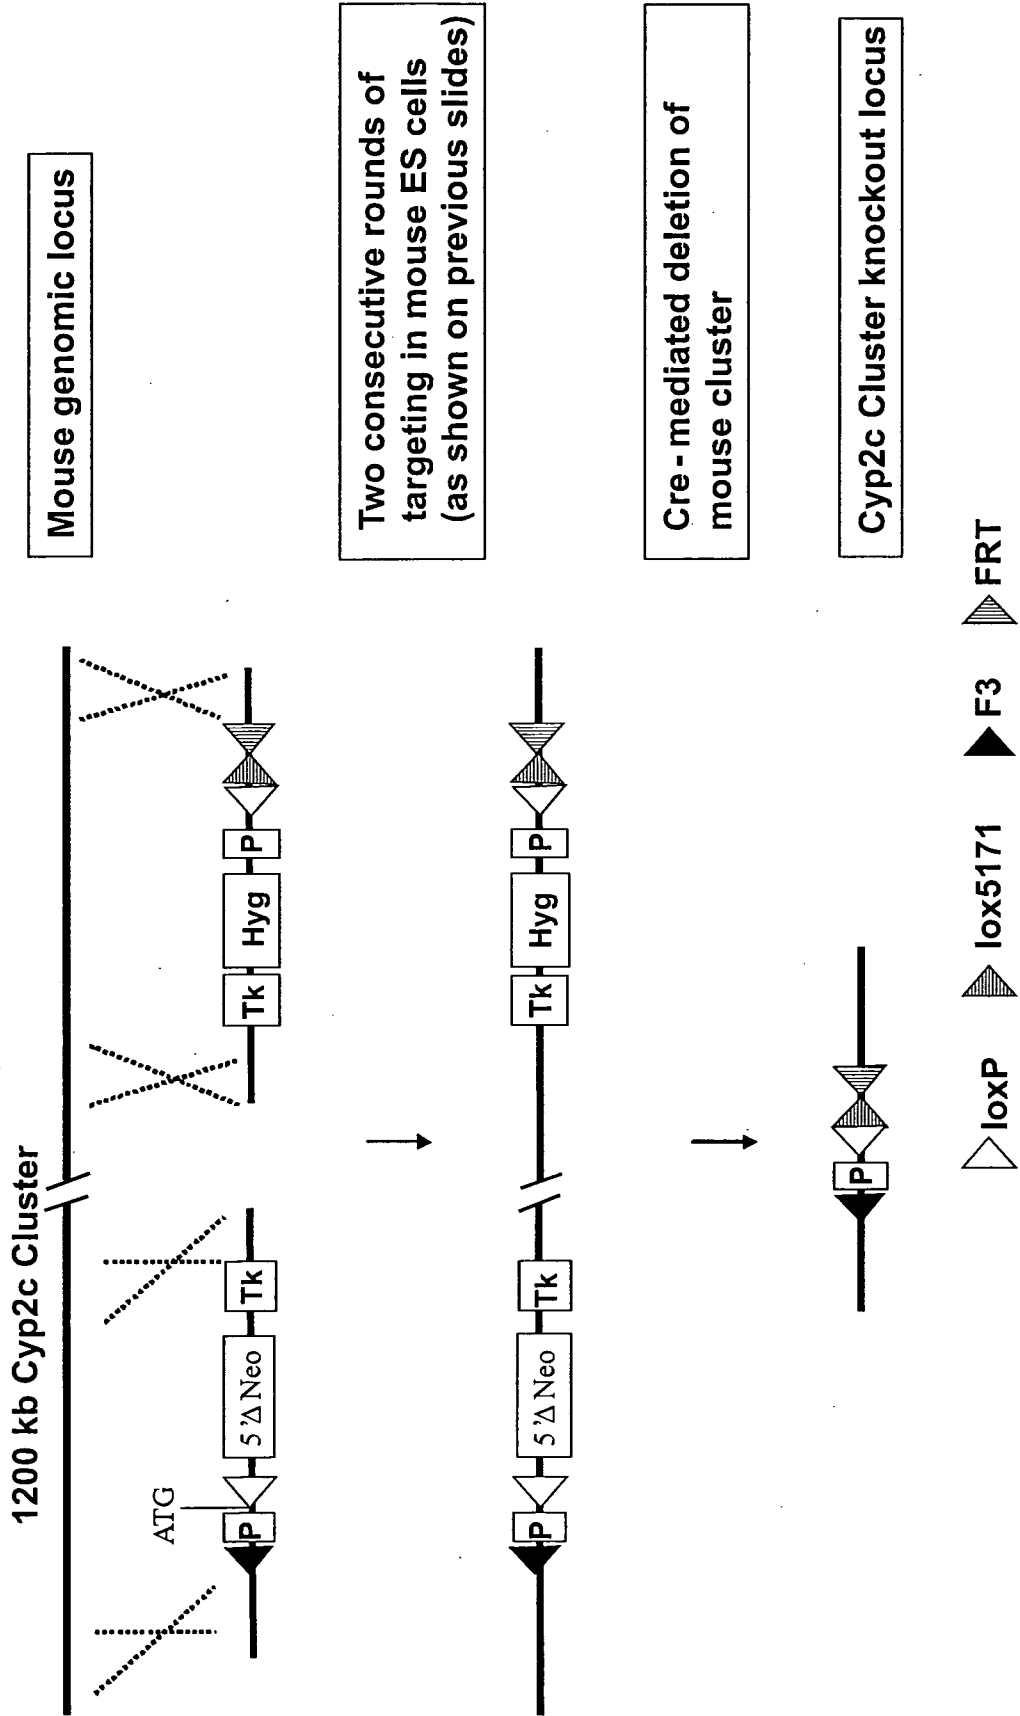 1200 kb Cyp2c Cluster
Mouse genomic locus
ATG
P
5'Δ Neo
Tk
Tk
Hyg
P
Two consecutive rounds of
targeting in mouse ES cells
(as shown on previous slides)
P
5'Δ Neo
Tk
Tk
Hyg
P
Cre - mediated deletion of
mouse cluster
P
Cyp2c Cluster knockout locus
loxP
lox5171
F3
FRT